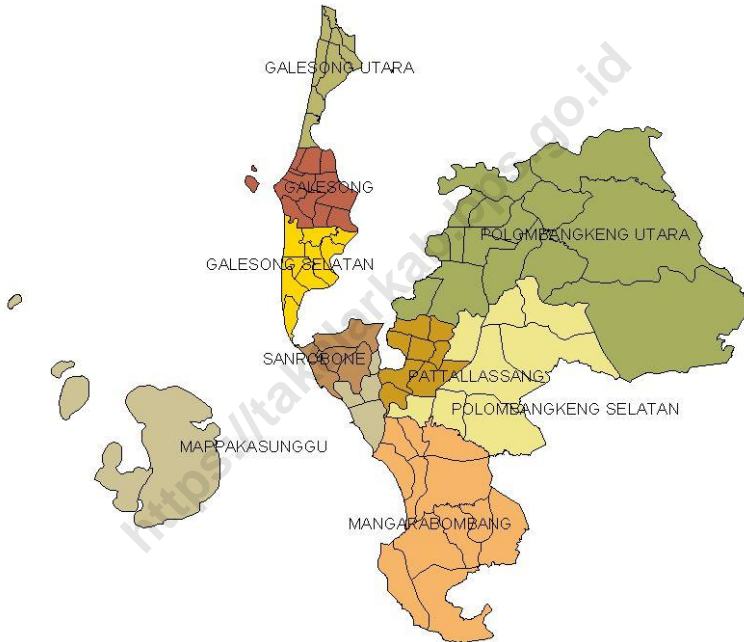 GALESONG UTARA
GALESONG
POLOMBANGKENG UTARA
GALESONG SELATAN
SANROBONE
PATTALLASSANG
POLOMBANGKENG SELATAN
MAPPAKASUNGGU
MANGARABOMBANG
https://takalarkab.bps.go.id